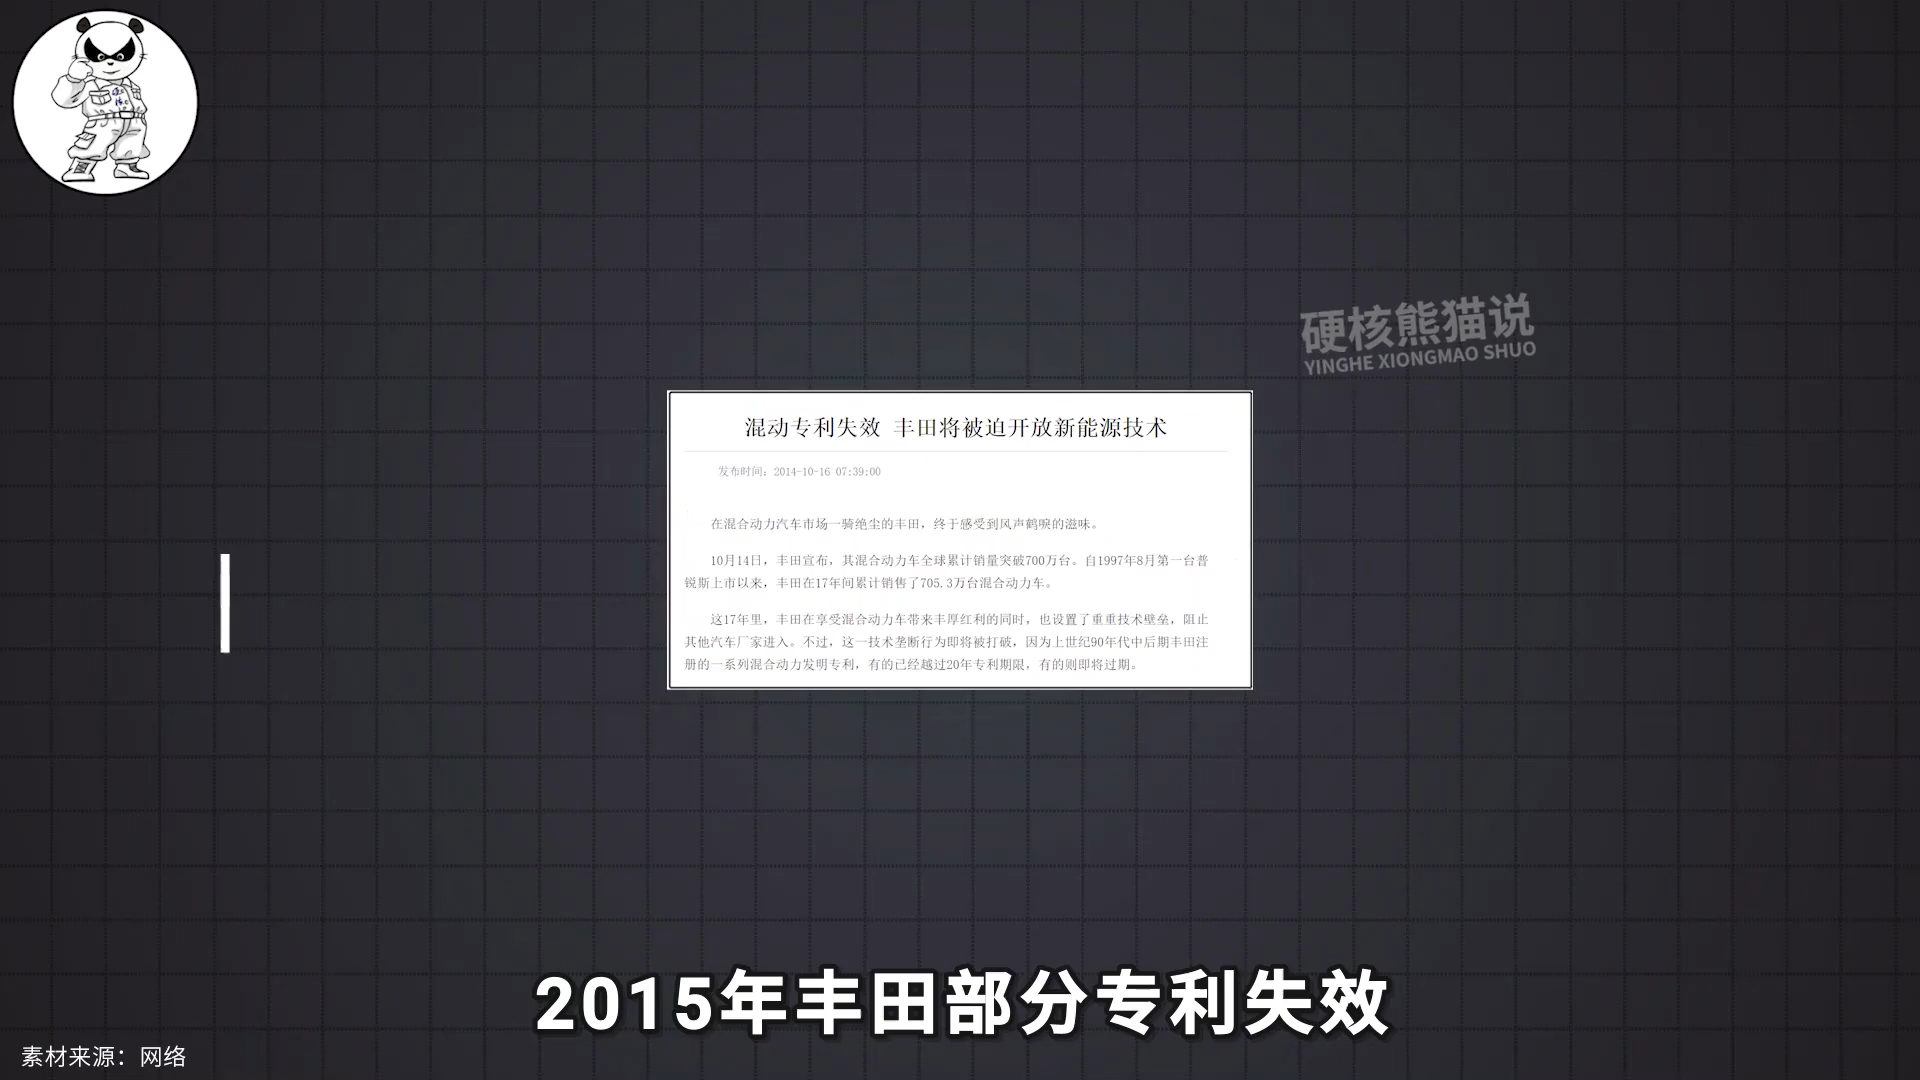 硬核熊猫说
YINGHE XIONGMAO SHUO
混动专利失效 丰田将被迫开放新能源技术
发布时间：2014-10-16 07:39:00
在混合动力汽车市场一骑绝尘的丰田，终于感受到风声鹤唳的滋味。
10月14日，丰田宣布，其混合动力车全球累计销量突破700万台。自1997年8月第一台普
锐斯上市以来，丰田在17年间累计销售了705.3万台混合动力车。
这17年里，丰田在享受混合动力车带来丰厚红利的同时，也设置了重重技术壁垒，阻止
其他汽车厂家进入。不过，这一技术垄断行为即将被打破，因为上世纪90年代中后期丰田注
册的一系列混合动力发明专利，有的已经越过20年专利期限，有的则即将过期。
2015年丰田部分专利失效
素材来源：网络